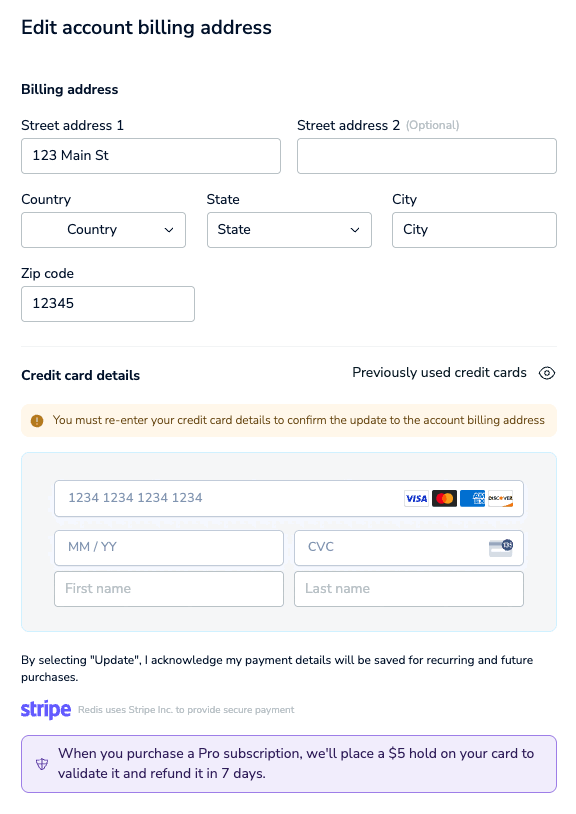 Edit account billing address
Billing address
Street address 1
Street address 2 (Optional)
123 Main St
Country
State
City
Country
State
City
Zip code
12345
Credit card details
Previously used credit cards
You must re-enter your credit card details to confirm the update to the account billing address
1234 1234 1234 1234
VISA
AM EX
DISCOVER
MM / YY
CVC
135
First name
Last name
By selecting "Update", I acknowledge my payment details will be saved for recurring and future
purchases.
stripe Redis uses Stripe Inc. to provide secure payment
When you purchase a Pro subscription, we'll place a $5 hold on your card to
validate it and refund it in 7 days.